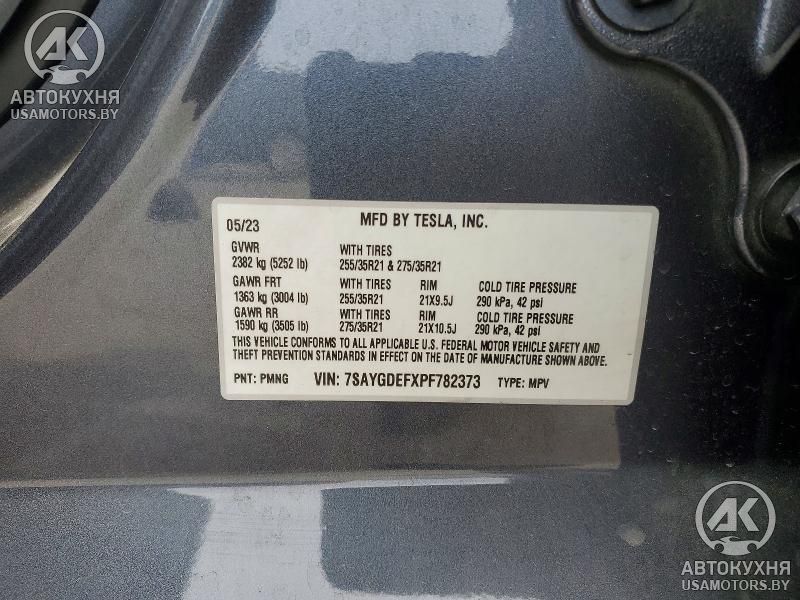 AK
АВТОКУХНЯ
USAMOTORS.BY
05/23 MFD BY TESLA, INC.
GVWR WITH TIRES
2382 kg (5252 lb) 255/35R21 & 275/35R21
GAWR FRT WITH TIRES RIM COLD TIRE PRESSURE
1363 kg (3004 lb) 255/35R21 21X9.5J 290 kPa, 42 psi
GAWR RR WITH TIRES RIM COLD TIRE PRESSURE
1590 kg (3505 lb) 275/35R21 21X10.5J 290 kPa, 42 psi
THIS VEHICLE CONFORMS TO ALL APPLICABLE U.S. FEDERAL MOTOR VEHICLE SAFETY AND
THEFT PREVENTION STANDARDS IN EFFECT ON THE DATE OF MANUFACTURE SHOWN ABOVE.
PNT: PMNG VIN: 7SAYGDEFXPF782373 TYPE: MPV
AK
АВТОКУХНЯ
USAMOTORS.BY